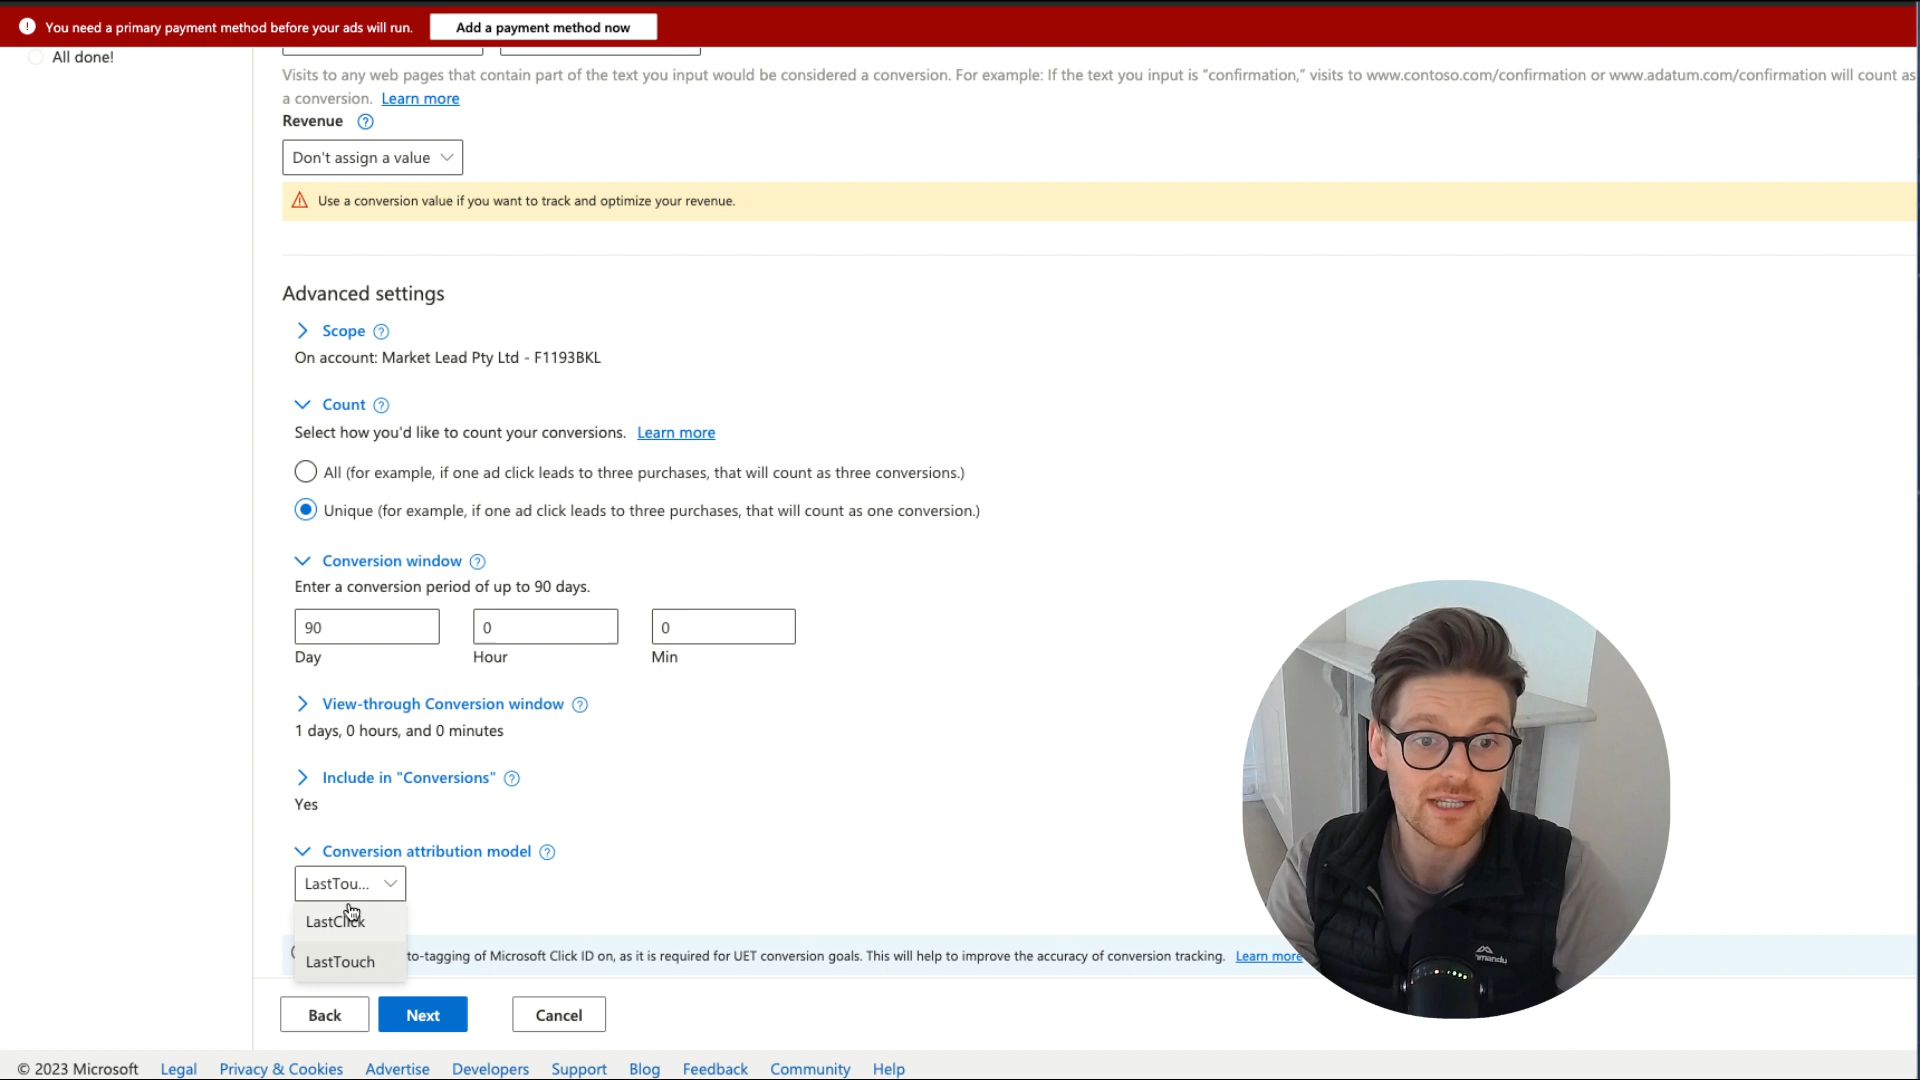 You need a primary payment method before your ads will run.
Add a payment method now
All done!
Visits to any web pages that contain part of the text you input would be considered a conversion. For example: If the text you input is "confirmation," visits to www.contoso.com/confirmation or www.adatum.com/confirmation will count as
a conversion. Learn more
Revenue
Don't assign a value
Use a conversion value if you want to track and optimize your revenue.
Advanced settings
Scope
On account: Market Lead Pty Ltd - F1193BKL
Count
Select how you'd like to count your conversions. Learn more
All (for example, if one ad click leads to three purchases, that will count as three conversions.)
Unique (for example, if one ad click leads to three purchases, that will count as one conversion.)
Conversion window
Enter a conversion period of up to 90 days.
90 0 0
Day Hour Min
View-through Conversion window
1 days, 0 hours, and 0 minutes
Include in "Conversions"
Yes
Conversion attribution model
LastTou...
LastClick
to-tagging of Microsoft Click ID on, as it is required for UET conversion goals. This will help to improve the accuracy of conversion tracking. Learn more
LastTouch
Back Next Cancel
© 2023 Microsoft Legal Privacy & Cookies Advertise Developers Support Blog Feedback Community Help